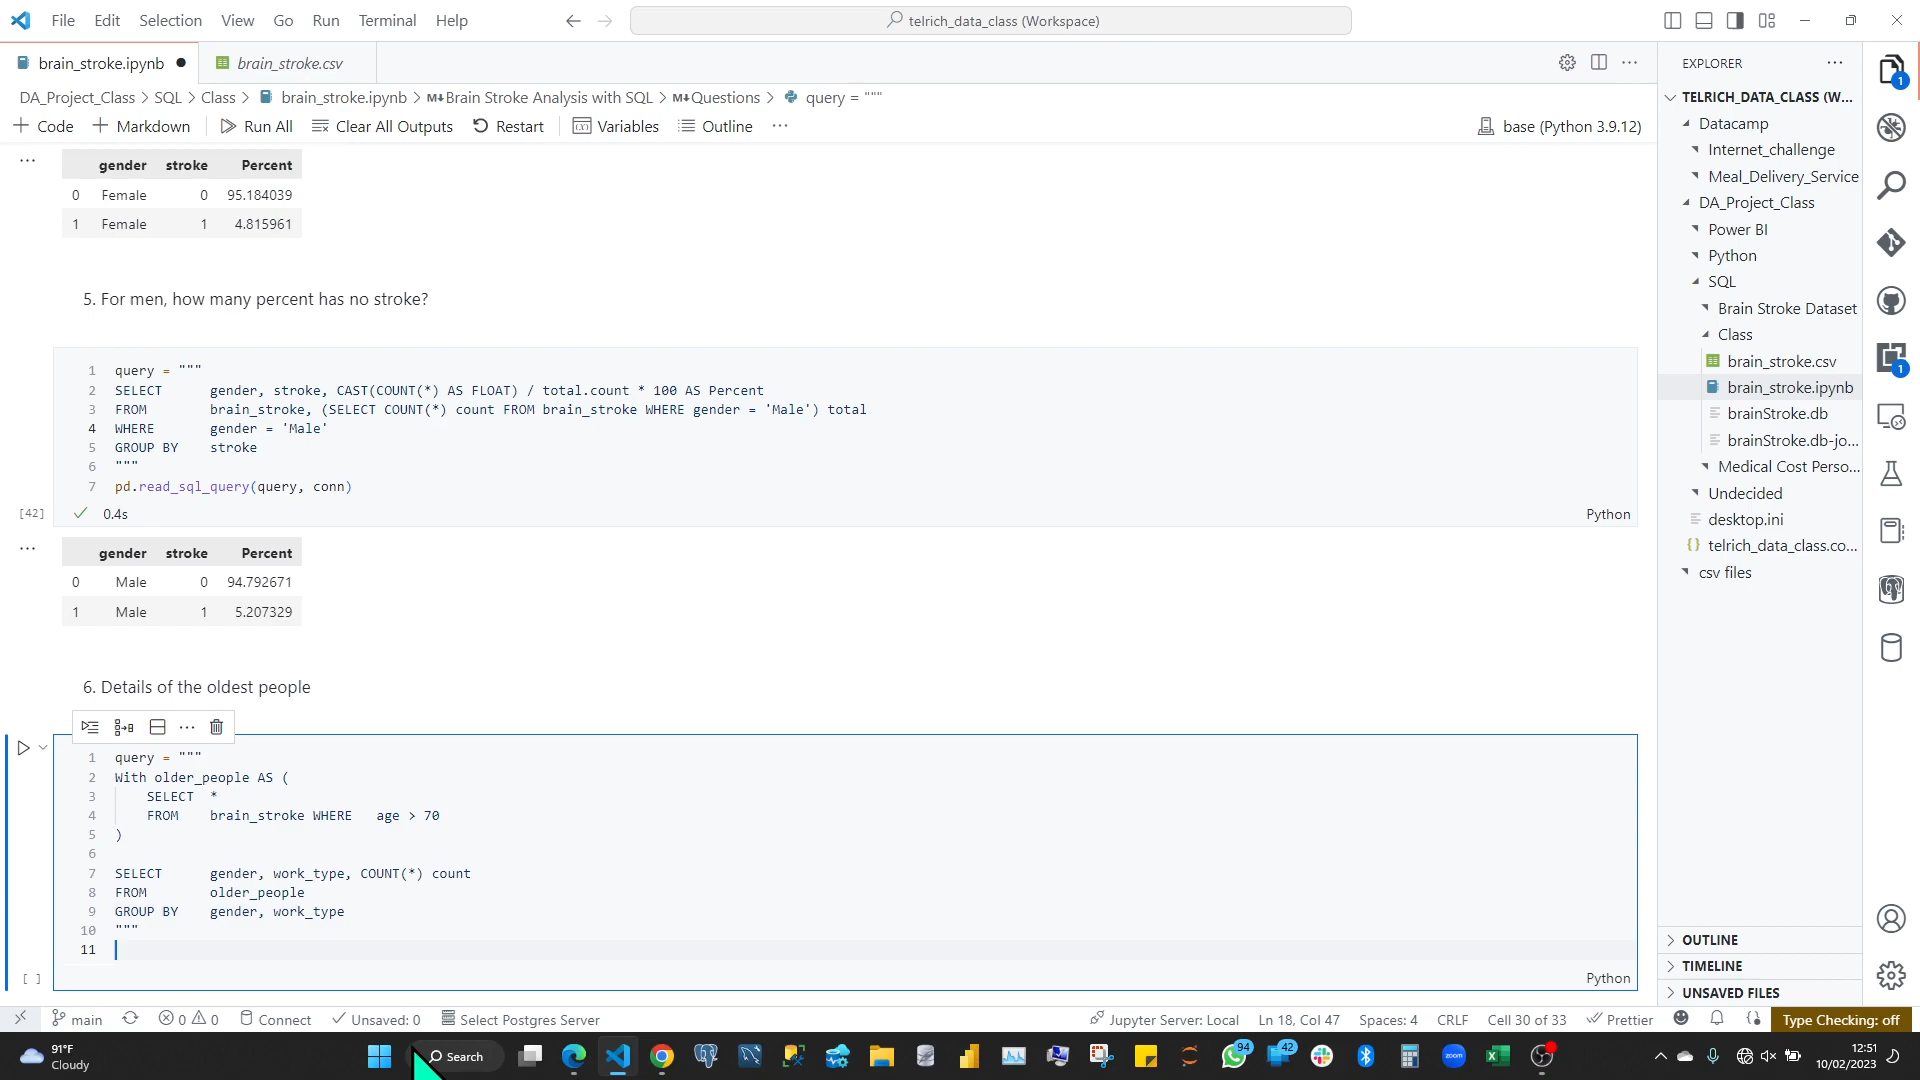 File Edit Selection View Go Run Terminal Help
telrich_data_class (Workspace)
brain_stroke.ipynb
brain_stroke.csv
DA_Project_Class > SQL > Class > brain_stroke.ipynb > M↓Brain Stroke Analysis with SQL > M↓Questions > query = """
Code
Markdown
Run All
Clear All Outputs
Restart
Variables
Outline
base (Python 3.9.12)
gender stroke Percent
0 Female 0 95.184039
1 Female 1 4.815961
5. For men, how many percent has no stroke?
1 query = """
2 SELECT gender, stroke, CAST(COUNT(*) AS FLOAT) / total.count * 100 AS Percent
3 FROM brain_stroke, (SELECT COUNT(*) count FROM brain_stroke WHERE gender = 'Male') total
4 WHERE gender = 'Male'
5 GROUP BY stroke
6 """
7 pd.read_sql_query(query, conn)
[42] 0.4s Python
gender stroke Percent
0 Male 0 94.792671
1 Male 1 5.207329
6. Details of the oldest people
1 query = """
2 With older_people AS (
3 SELECT *
4 FROM brain_stroke WHERE age > 70
5 )
6
7 SELECT gender, work_type, COUNT(*) count
8 FROM older_people
9 GROUP BY gender, work_type
10 """
11
[ ] Python
EXPLORER
TELRICH_DATA_CLASS (W...
Datacamp
Internet_challenge
Meal_Delivery_Service
DA_Project_Class
Power BI
Python
SQL
Brain Stroke Dataset
Class
brain_stroke.csv
brain_stroke.ipynb
brainStroke.db
brainStroke.db-jo...
Medical Cost Perso...
Undecided
desktop.ini
telrich_data_class.co...
csv files
OUTLINE
TIMELINE
UNSAVED FILES
1
1
main
0 0
Connect
Unsaved: 0
Select Postgres Server
Jupyter Server: Local
Ln 18, Col 47
Spaces: 4
CRLF
Cell 30 of 33
Prettier
Type Checking: off
91°F
Cloudy
Search
94
42
zoom
12:51
10/02/2023